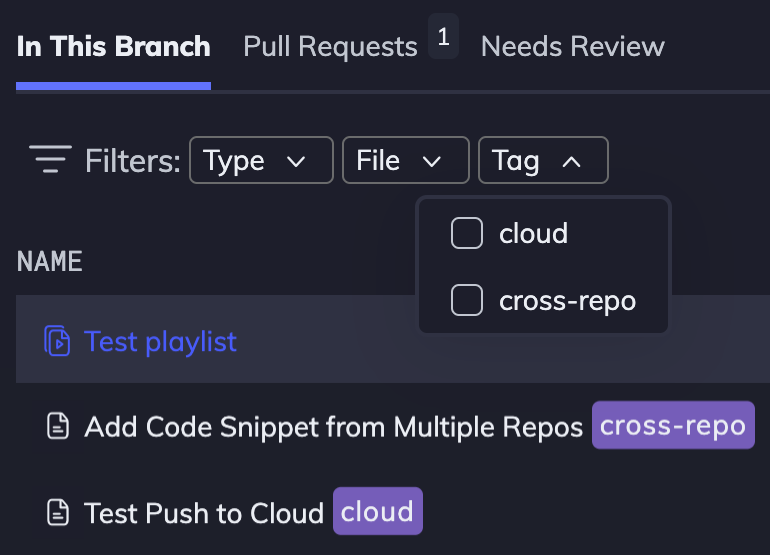 In This Branch Pull Requests 1 Needs Review
Filters: Type File Tag
cloud
cross-repo
NAME
Test playlist
Add Code Snippet from Multiple Repos cross-repo
Test Push to Cloud cloud